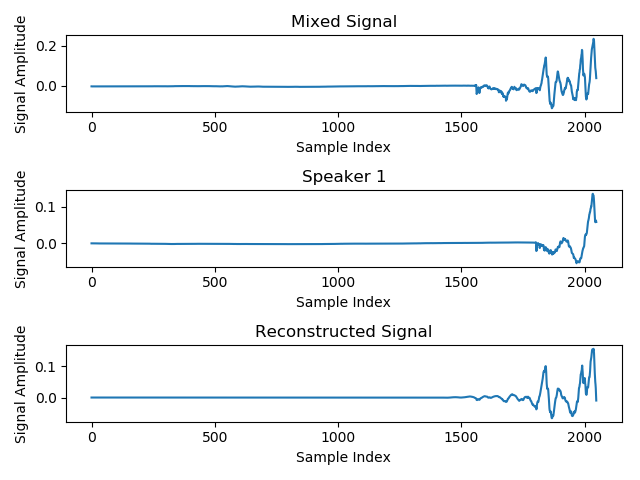 Mixed Signal
Signal Amplitude
0.2
0.0
0 500 1000 1500 2000
Sample Index
Speaker 1
Signal Amplitude
0.1
0.0
0 500 1000 1500 2000
Sample Index
Reconstructed Signal
Signal Amplitude
0.1
0.0
0 500 1000 1500 2000
Sample Index